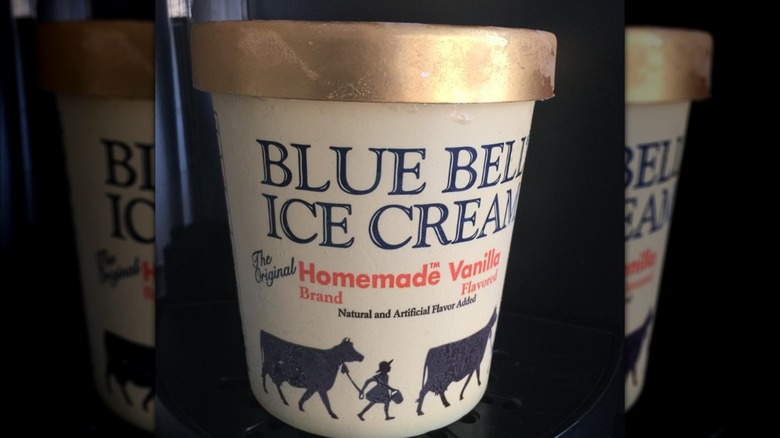 BLUE BELL
ICE CREAM
The Original Homemade™ Vanilla
Brand Flavored
Natural and Artificial Flavor Added